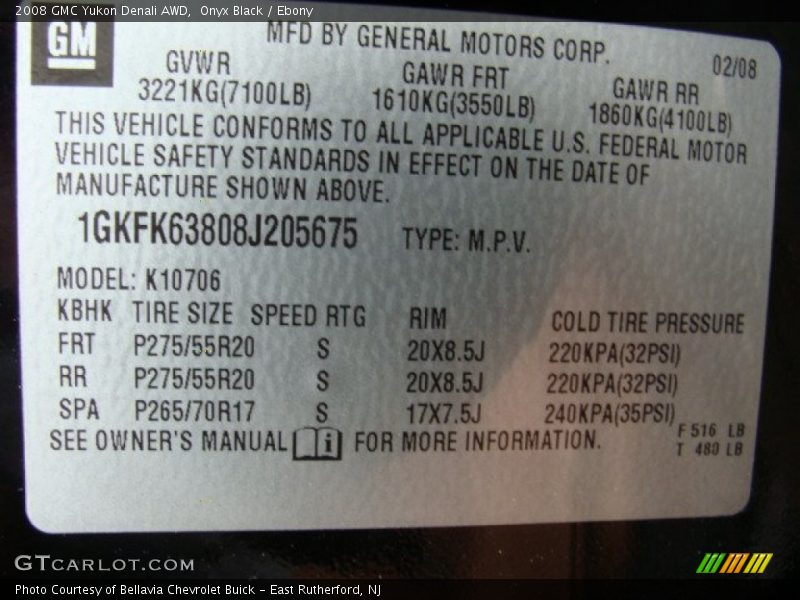 2008 GMC Yukon Denali AWD, Onyx Black / Ebony
GM
MFD BY GENERAL MOTORS CORP.
02/08
GVWR GAWR FRT GAWR RR
3221KG(7100LB) 1610KG(3550LB) 1860KG(4100LB)
THIS VEHICLE CONFORMS TO ALL APPLICABLE U.S. FEDERAL MOTOR
VEHICLE SAFETY STANDARDS IN EFFECT ON THE DATE OF
MANUFACTURE SHOWN ABOVE.
1GKFK63808J205675 TYPE: M.P.V.
MODEL: K10706
KBHK TIRE SIZE SPEED RTG RIM COLD TIRE PRESSURE
FRT P275/55R20 S 20X8.5J 220KPA(32PSI)
RR P275/55R20 S 20X8.5J 220KPA(32PSI)
SPA P265/70R17 S 17X7.5J 240KPA(35PSI)
SEE OWNER'S MANUAL i FOR MORE INFORMATION.
F 516 LB
T 480 LB
GTCARLOT.COM
Photo Courtesy of Bellavia Chevrolet Buick - East Rutherford, NJ